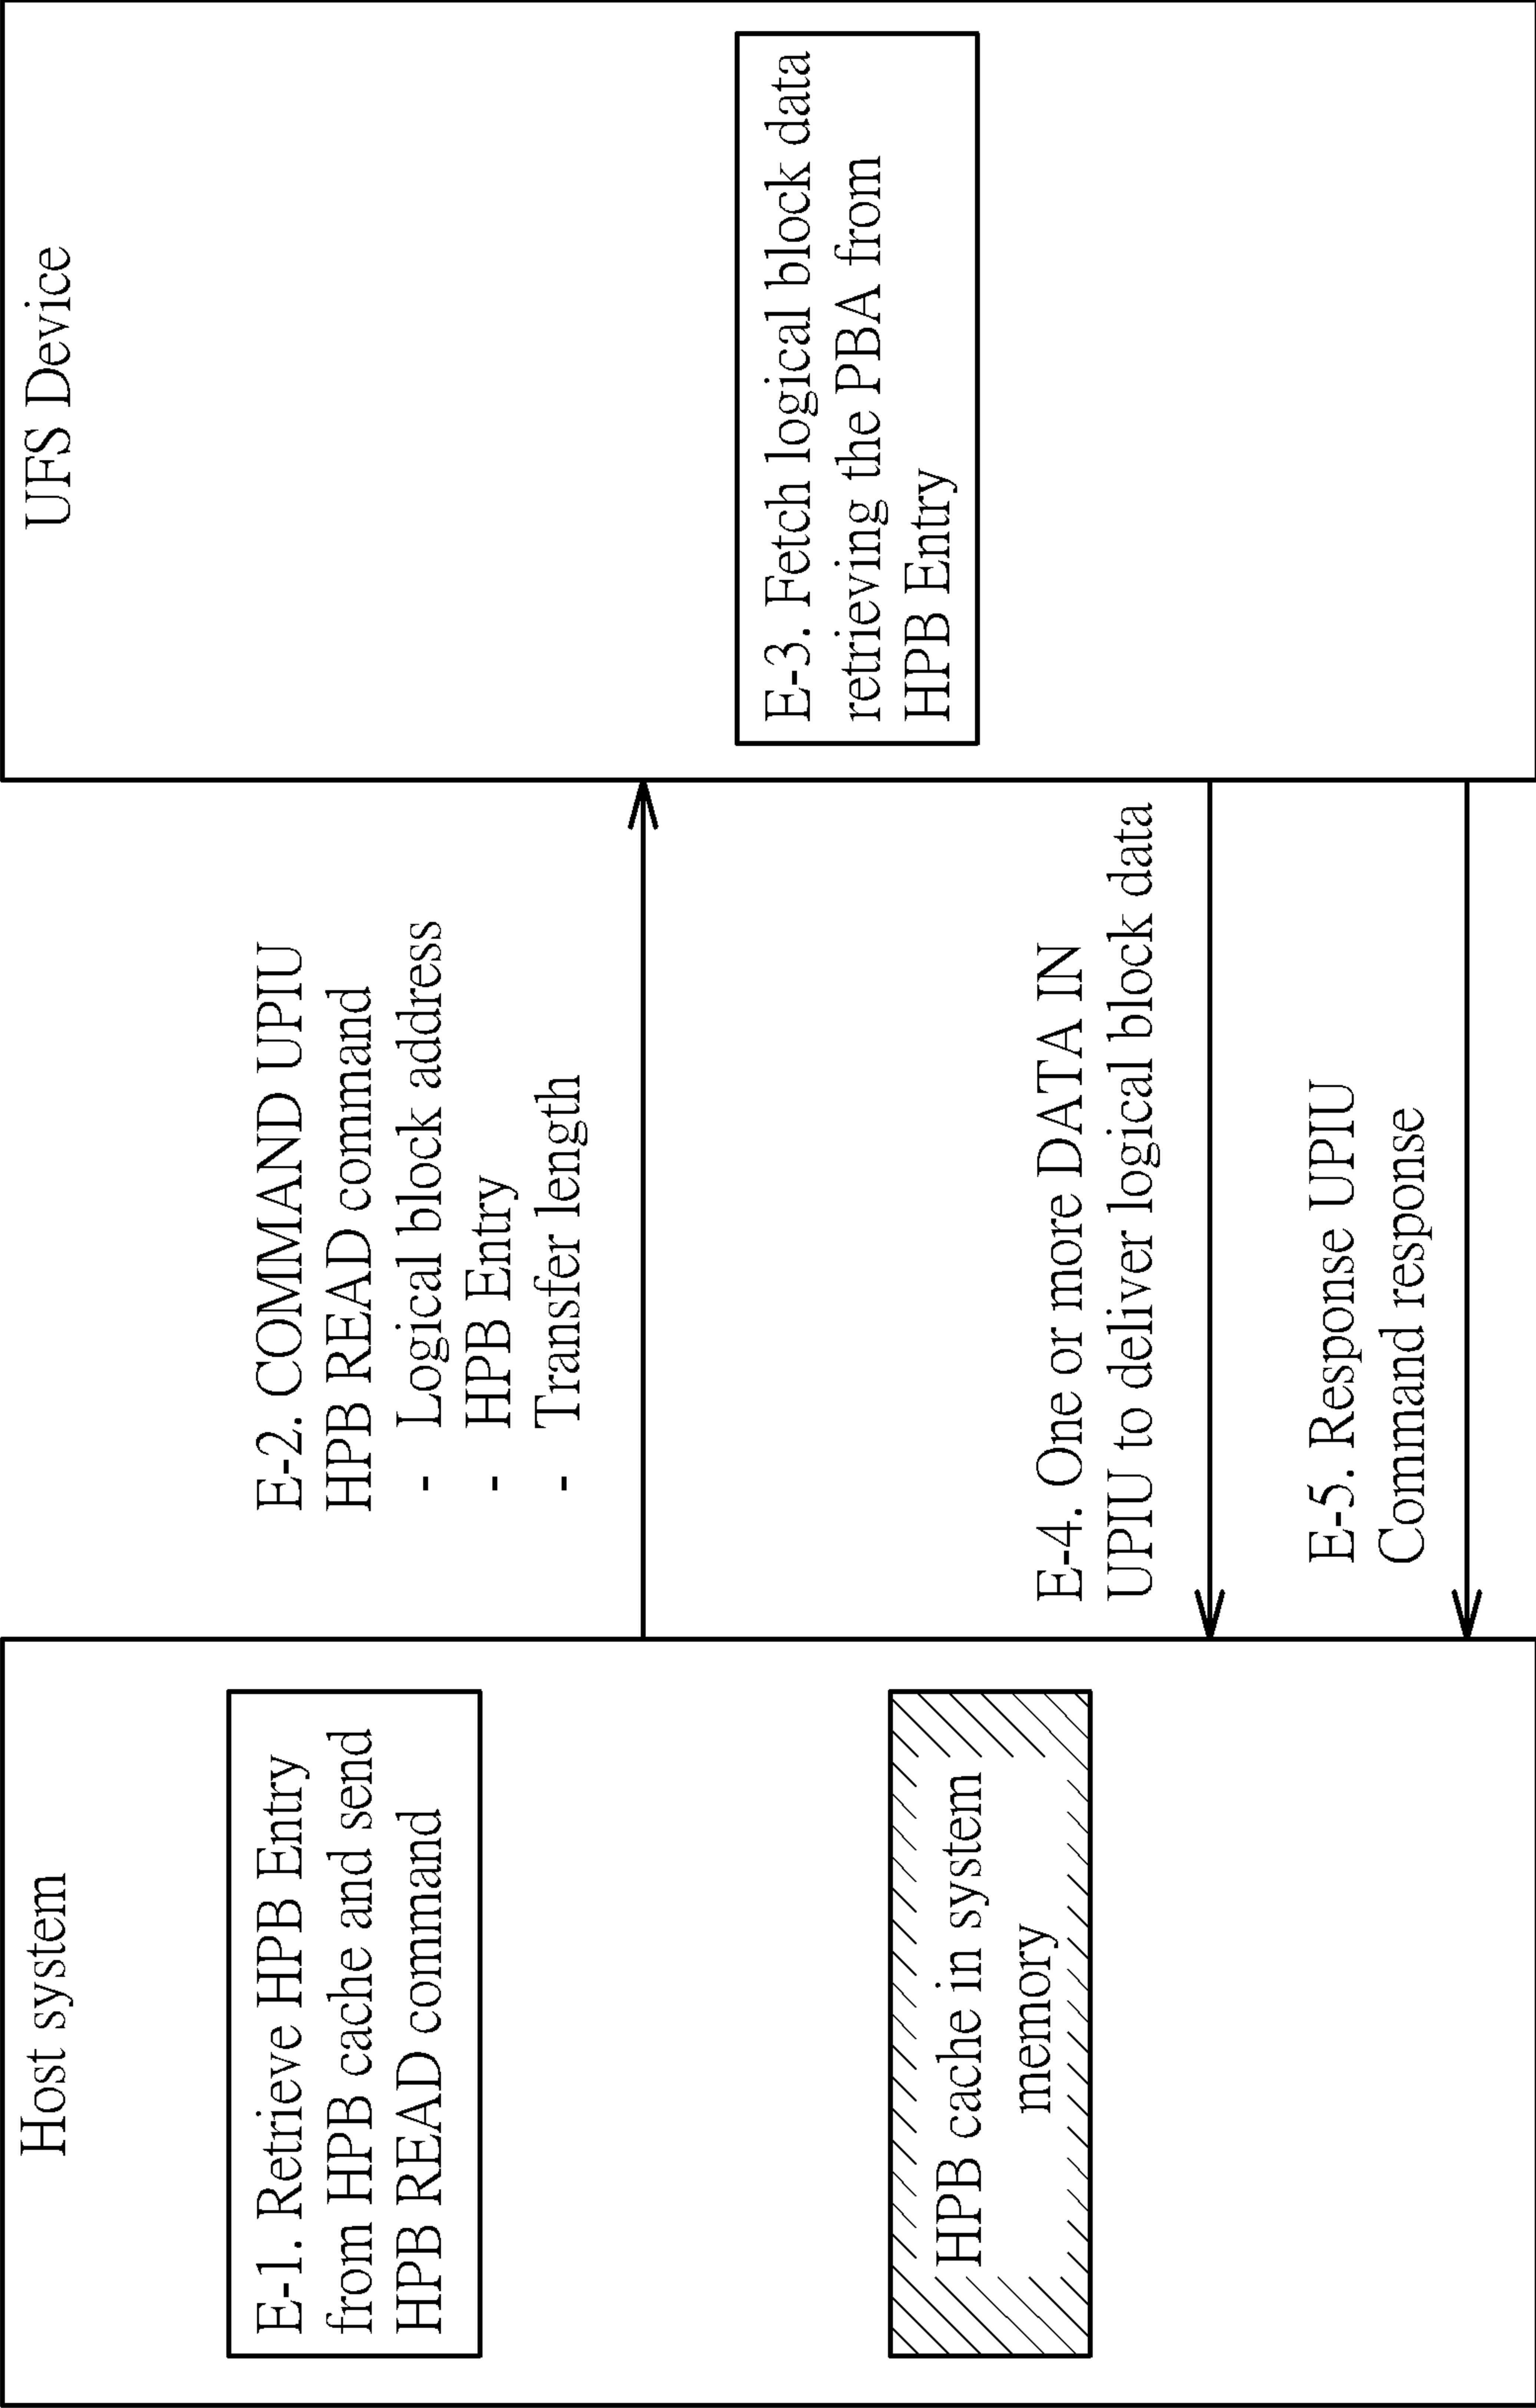 Host system
E-1. Retrieve HPB Entry
from HPB cache and send
HPB READ command
HPB cache in system
memory
E-2. COMMAND UPIU
HPB READ command
- Logical block address
- HPB Entry
- Transfer length
E-4. One or more DATA IN
UPIU to deliver logical block data
E-5. Response UPIU
Command response
UFS Device
E-3. Fetch logical block data
retrieving the PBA from
HPB Entry